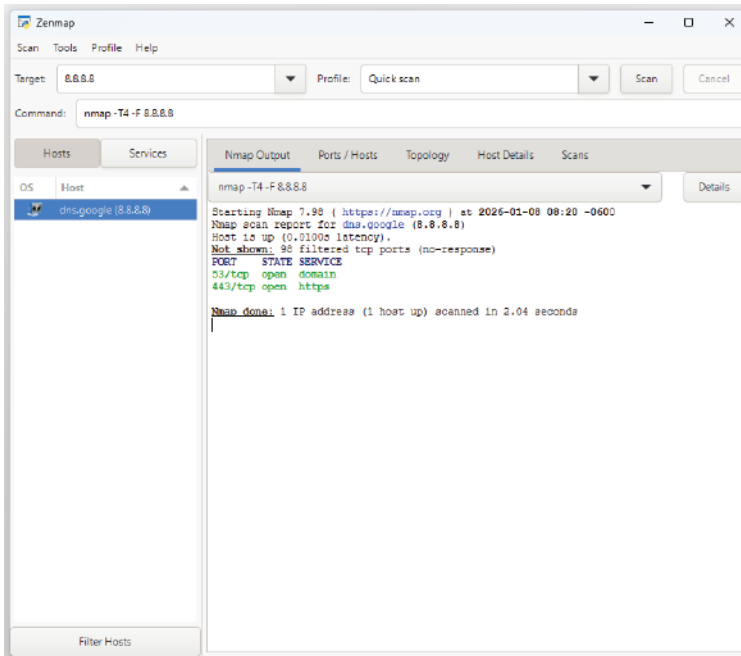 Zenmap
Scan Tools Profile Help
Target: 8.8.8.8 Profile: Quick scan Scan Cancel
Command: nmap -T4 -F 8.8.8.8
Hosts Services
Nmap Output Ports / Hosts Topology Host Details Scans
OS Host
nmap -T4 -F 8.8.8.8 Details
dns.google (8.8.8.8)
Starting Nmap 7.98 ( https://nmap.org ) at 2026-01-08 08:20 -0600
Nmap scan report for dns.google (8.8.8.8)
Host is up (0.0100s latency).
Not shown: 98 filtered tcp ports (no-response)
PORT STATE SERVICE
53/tcp open domain
443/tcp open https
Nmap done: 1 IP address (1 host up) scanned in 2.04 seconds
Filter Hosts